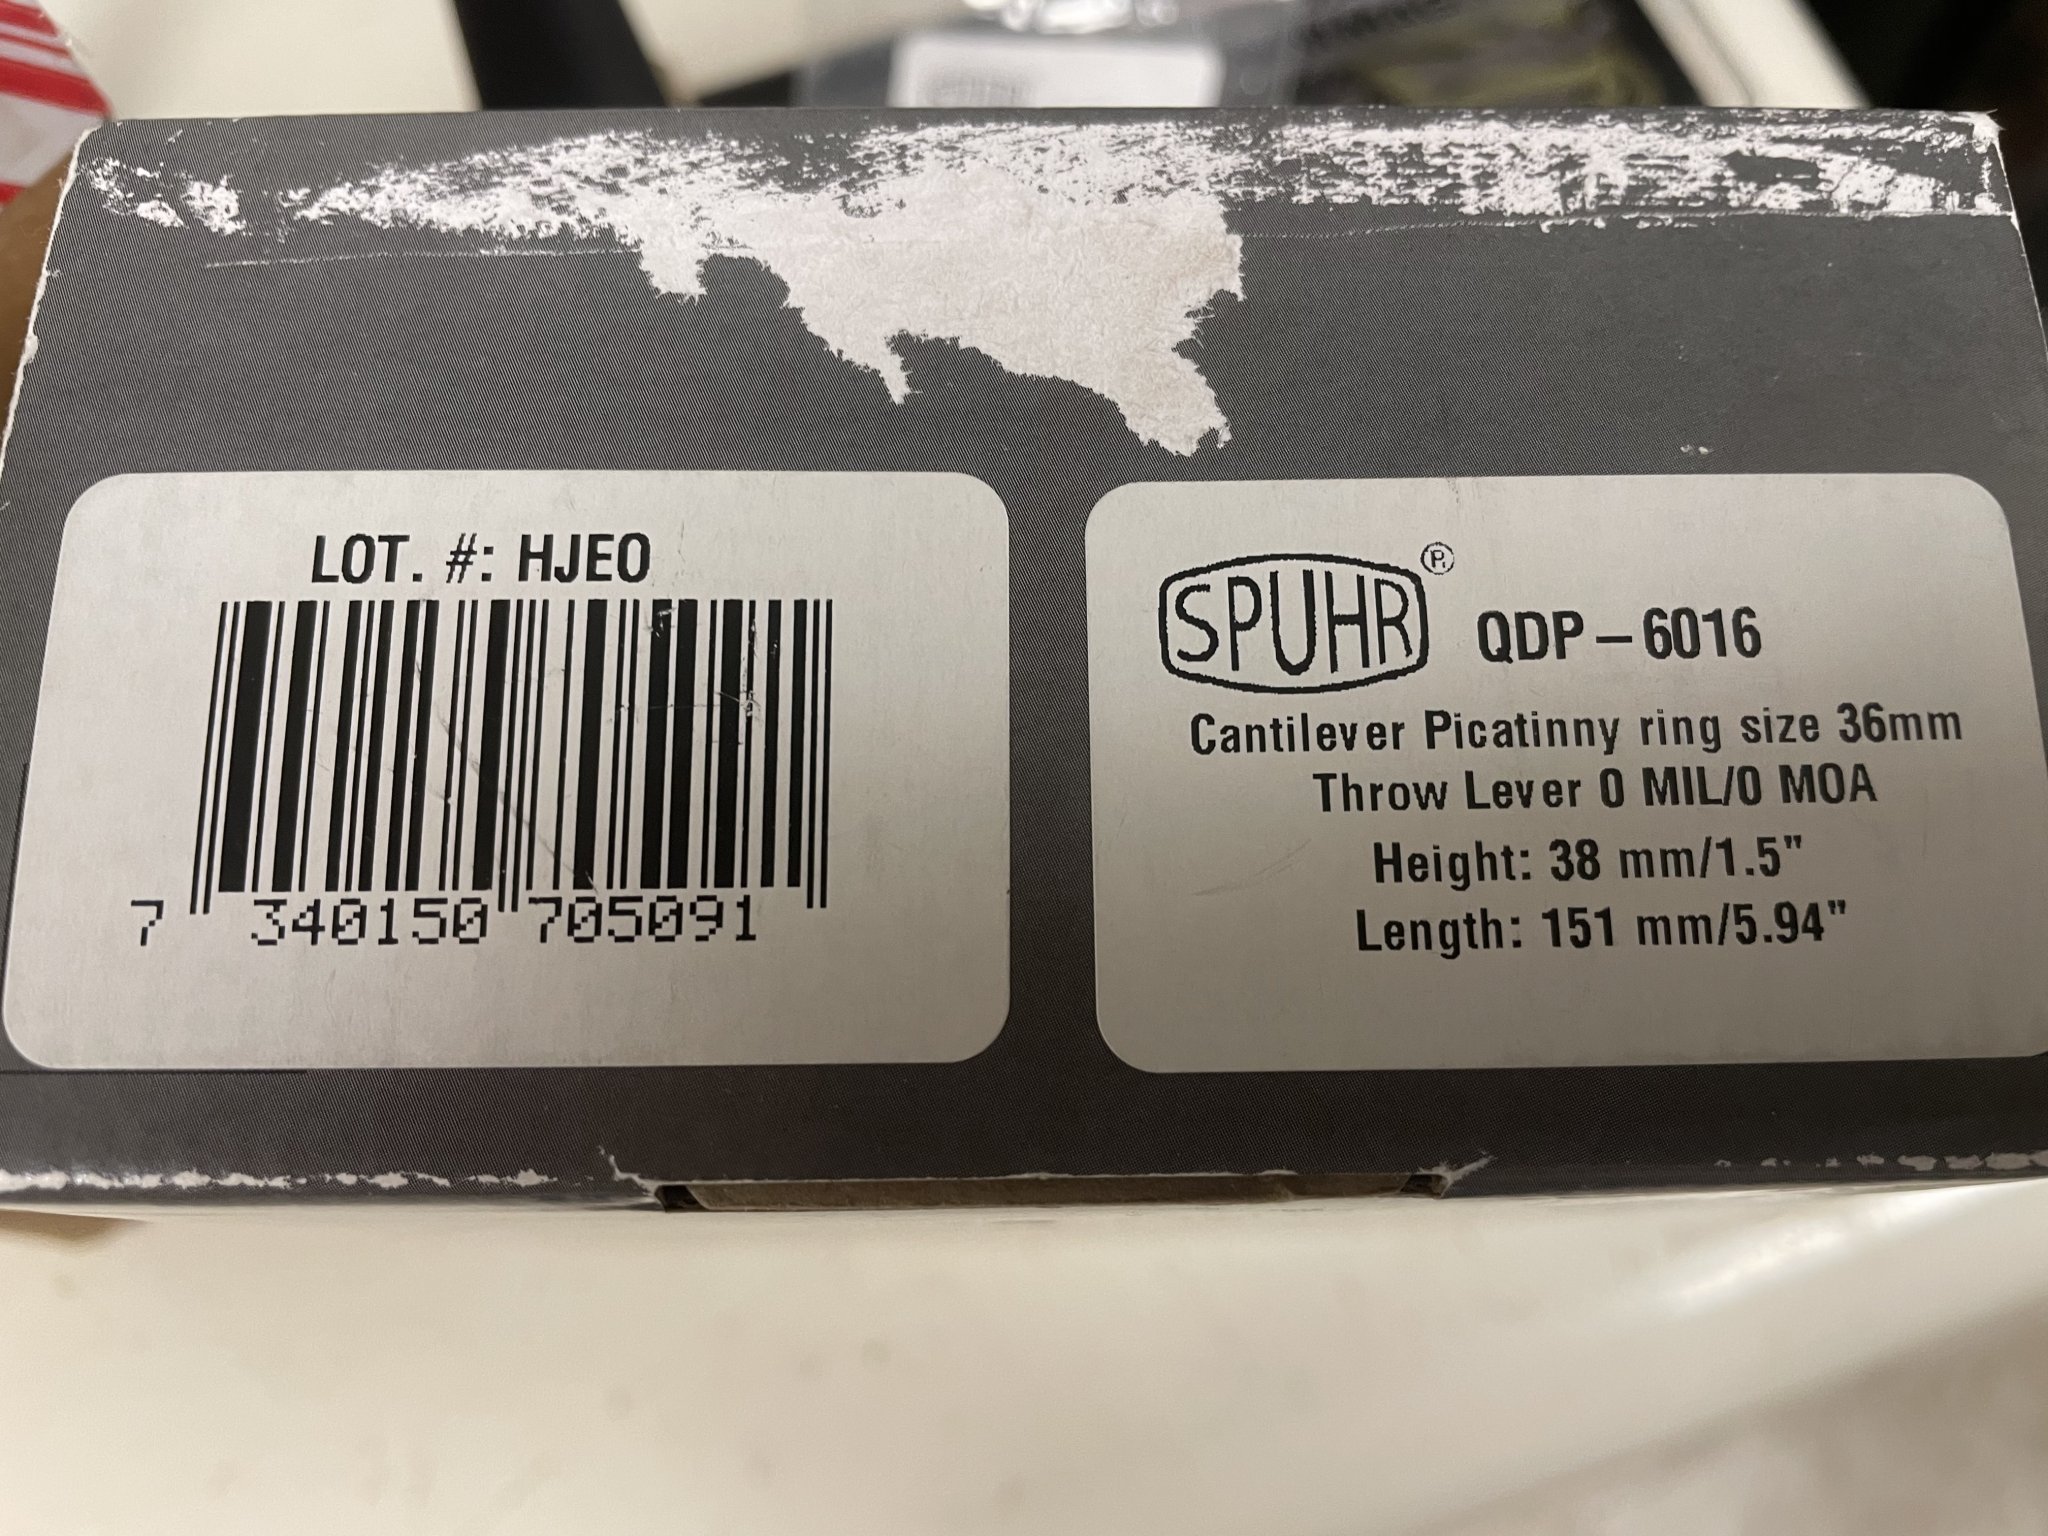 LOT. #: HJEO
7 340150 705091
SPUHR® QDP-6016
Cantilever Picatinny ring size 36mm
Throw Lever 0 MIL/0 MOA
Height: 38 mm/1.5"
Length: 151 mm/5.94"